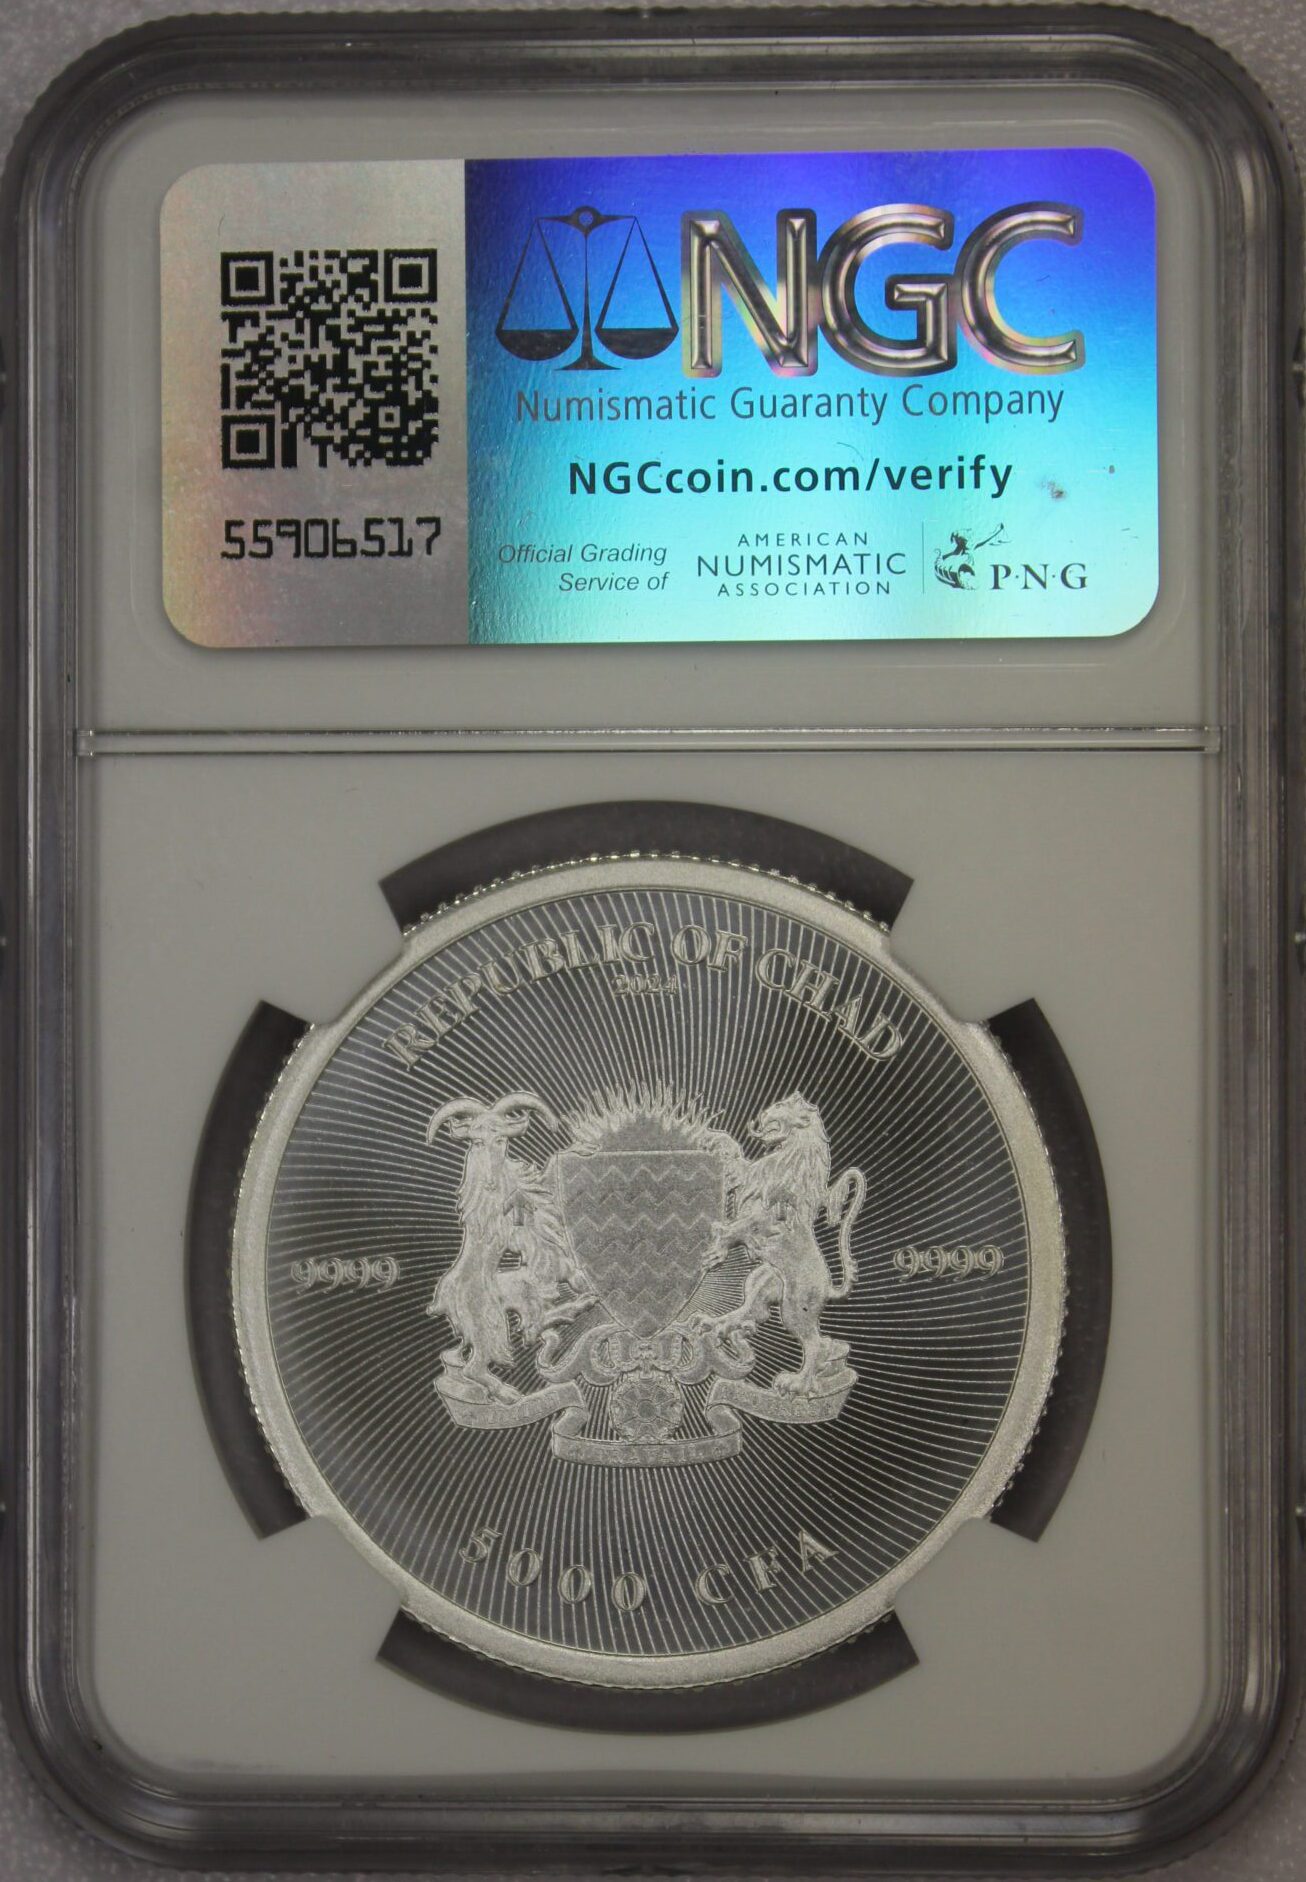 NGC
Numismatic Guaranty Company
NGCcoin.com/verify
55906517
Official Grading
Service of
AMERICAN
NUMISMATIC
ASSOCIATION
P·N·G
REPUBLIC OF CHAD
2024
9999
9999
5000 CFA